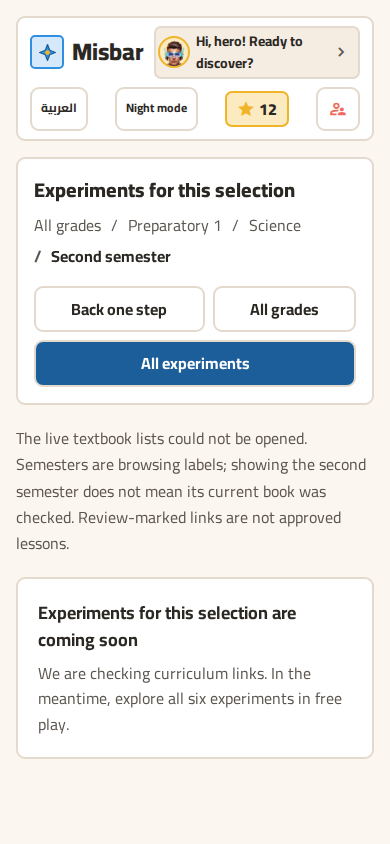 Misbar
Hi, hero! Ready to
discover?
العربية
Night mode
12
Experiments for this selection
All grades / Preparatory 1 / Science
/ Second semester
Back one step
All grades
All experiments
The live textbook lists could not be opened.
Semesters are browsing labels; showing the second
semester does not mean its current book was
checked. Review-marked links are not approved
lessons.
Experiments for this selection are
coming soon
We are checking curriculum links. In the
meantime, explore all six experiments in free
play.